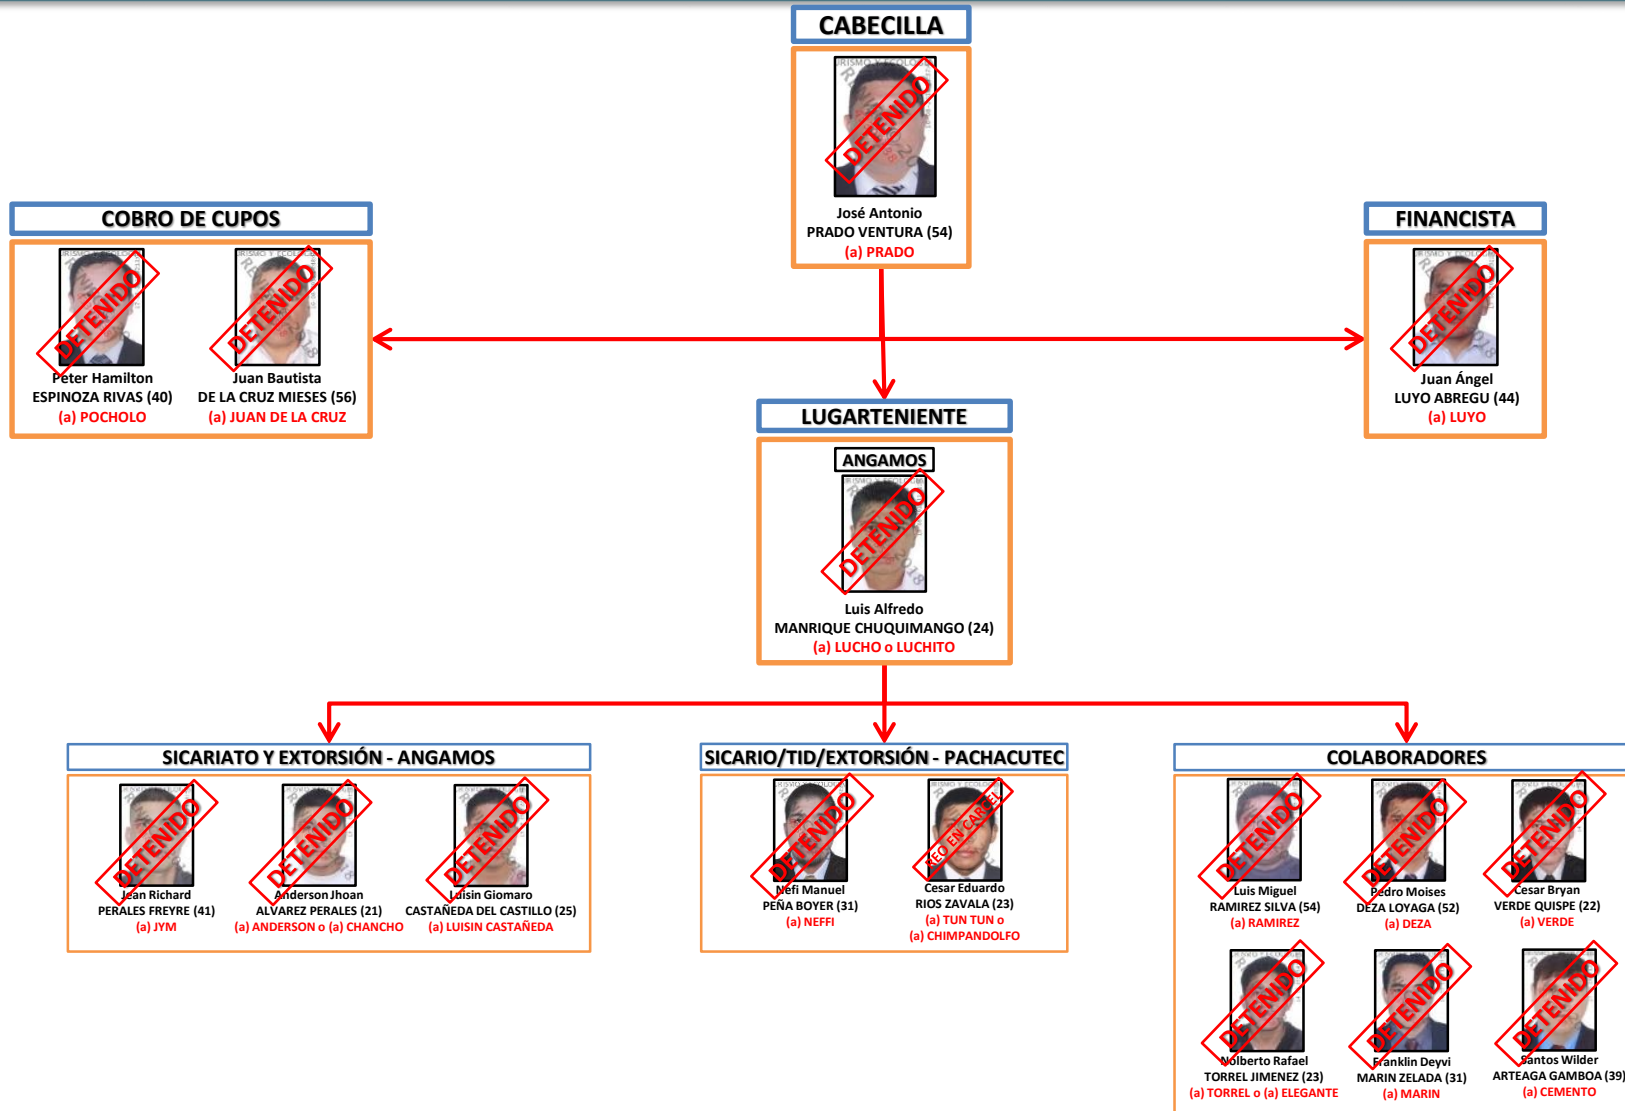 CABECILLA
DETENIDO
José Antonio
PRADO VENTURA (54)
(a) PRADO
COBRO DE CUPOS
DETENIDO
Peter Hamilton
ESPINOZA RIVAS (40)
(a) POCHOLO
DETENIDO
Juan Bautista
DE LA CRUZ MIESES (56)
(a) JUAN DE LA CRUZ
FINANCISTA
DETENIDO
Juan Ángel
LUYO ABREGU (44)
(a) LUYO
LUGARTENIENTE
ANGAMOS
DETENIDO
Luis Alfredo
MANRIQUE CHUQUIMANGO (24)
(a) LUCHO o LUCHITO
SICARIATO Y EXTORSIÓN - ANGAMOS
DETENIDO
Jean Richard
PERALES FREYRE (41)
(a) JYM
DETENIDO
Anderson Jhoan
ALVAREZ PERALES (21)
(a) ANDERSON o (a) CHANCHO
DETENIDO
Luisin Giomaro
CASTAÑEDA DEL CASTILLO (25)
(a) LUISIN CASTAÑEDA
SICARIO/TID/EXTORSIÓN - PACHACUTEC
DETENIDO
Nefi Manuel
PEÑA BOYER (31)
(a) NEFFI
REO EN CARCEL
Cesar Eduardo
RIOS ZAVALA (23)
(a) TUN TUN o
(a) CHIMPANDOLFO
COLABORADORES
DETENIDO
Luis Miguel
RAMIREZ SILVA (54)
(a) RAMIREZ
DETENIDO
Pedro Moises
DEZA LOYAGA (52)
(a) DEZA
DETENIDO
Cesar Bryan
VERDE QUISPE (22)
(a) VERDE
DETENIDO
Nolberto Rafael
TORREL JIMENEZ (23)
(a) TORREL o (a) ELEGANTE
DETENIDO
Franklin Deyvi
MARIN ZELADA (31)
(a) MARIN
DETENIDO
Santos Wilder
ARTEAGA GAMBOA (39)
(a) CEMENTO